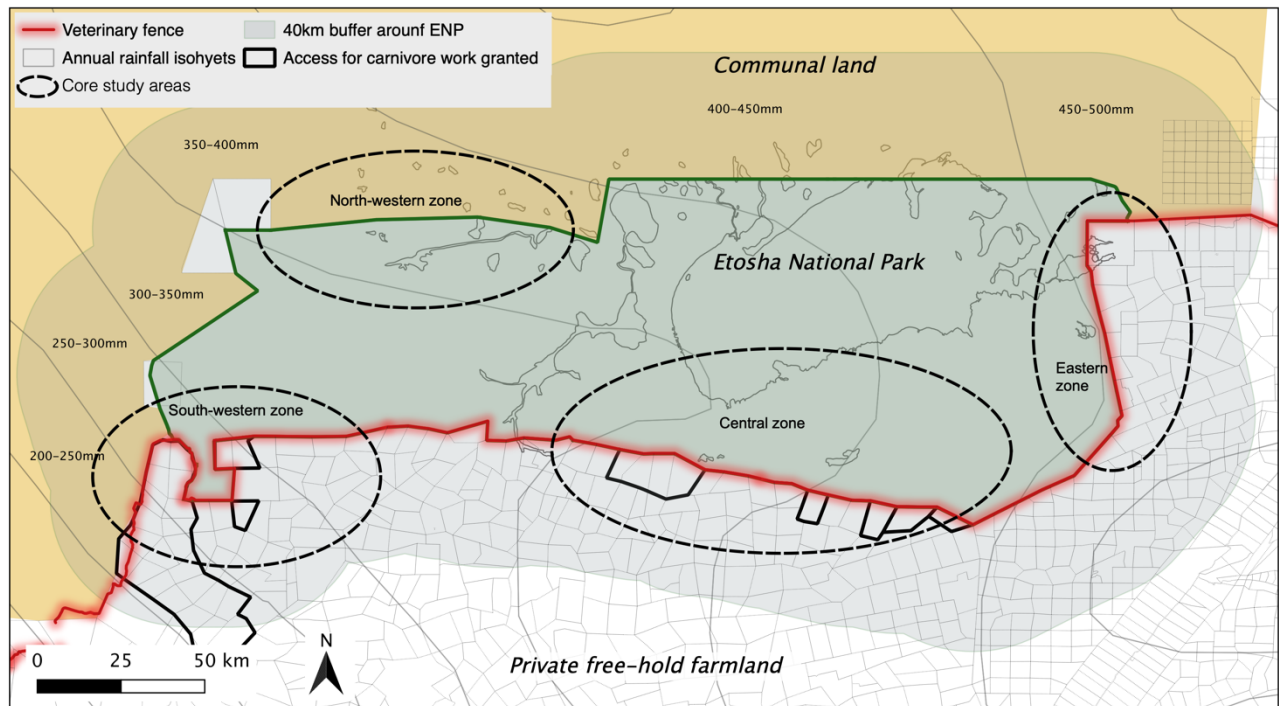 Veterinary fence
40km buffer arounf ENP
Annual rainfall isohyets
Access for carnivore work granted
Core study areas
Communal land
400-450mm
450-500mm
350-400mm
North-western zone
Etosha National Park
300-350mm
250-300mm
Eastern
zone
South-western zone
Central zone
200-250mm
N
0 25 50 km
Private free-hold farmland